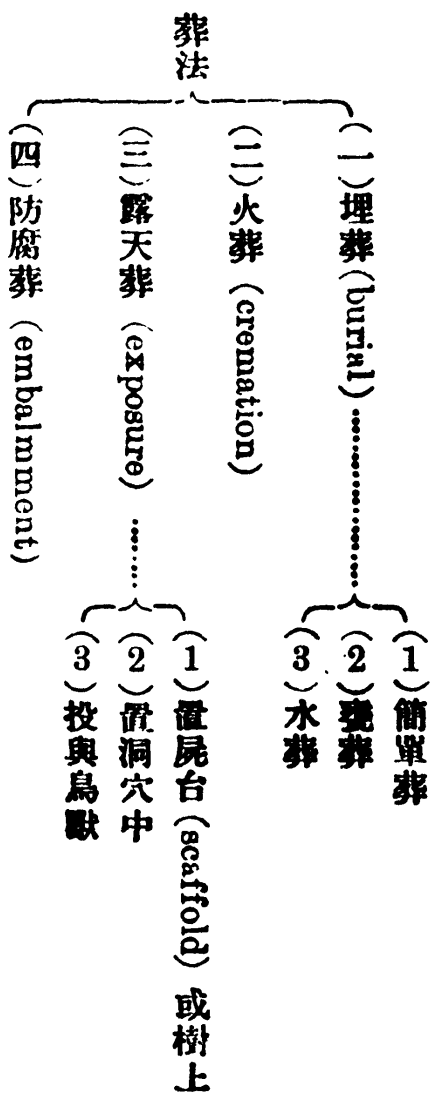 葬法
(一)埋葬(burial)
(1)簡單葬
(2)甕葬
(3)水葬
(二)火葬 (cremation)
(三)露天葬 (exposure)
(1)置屍台(scaffold)或樹上
(2)置洞穴中
(3)投與鳥獸
(四)防腐葬 (embalmment)